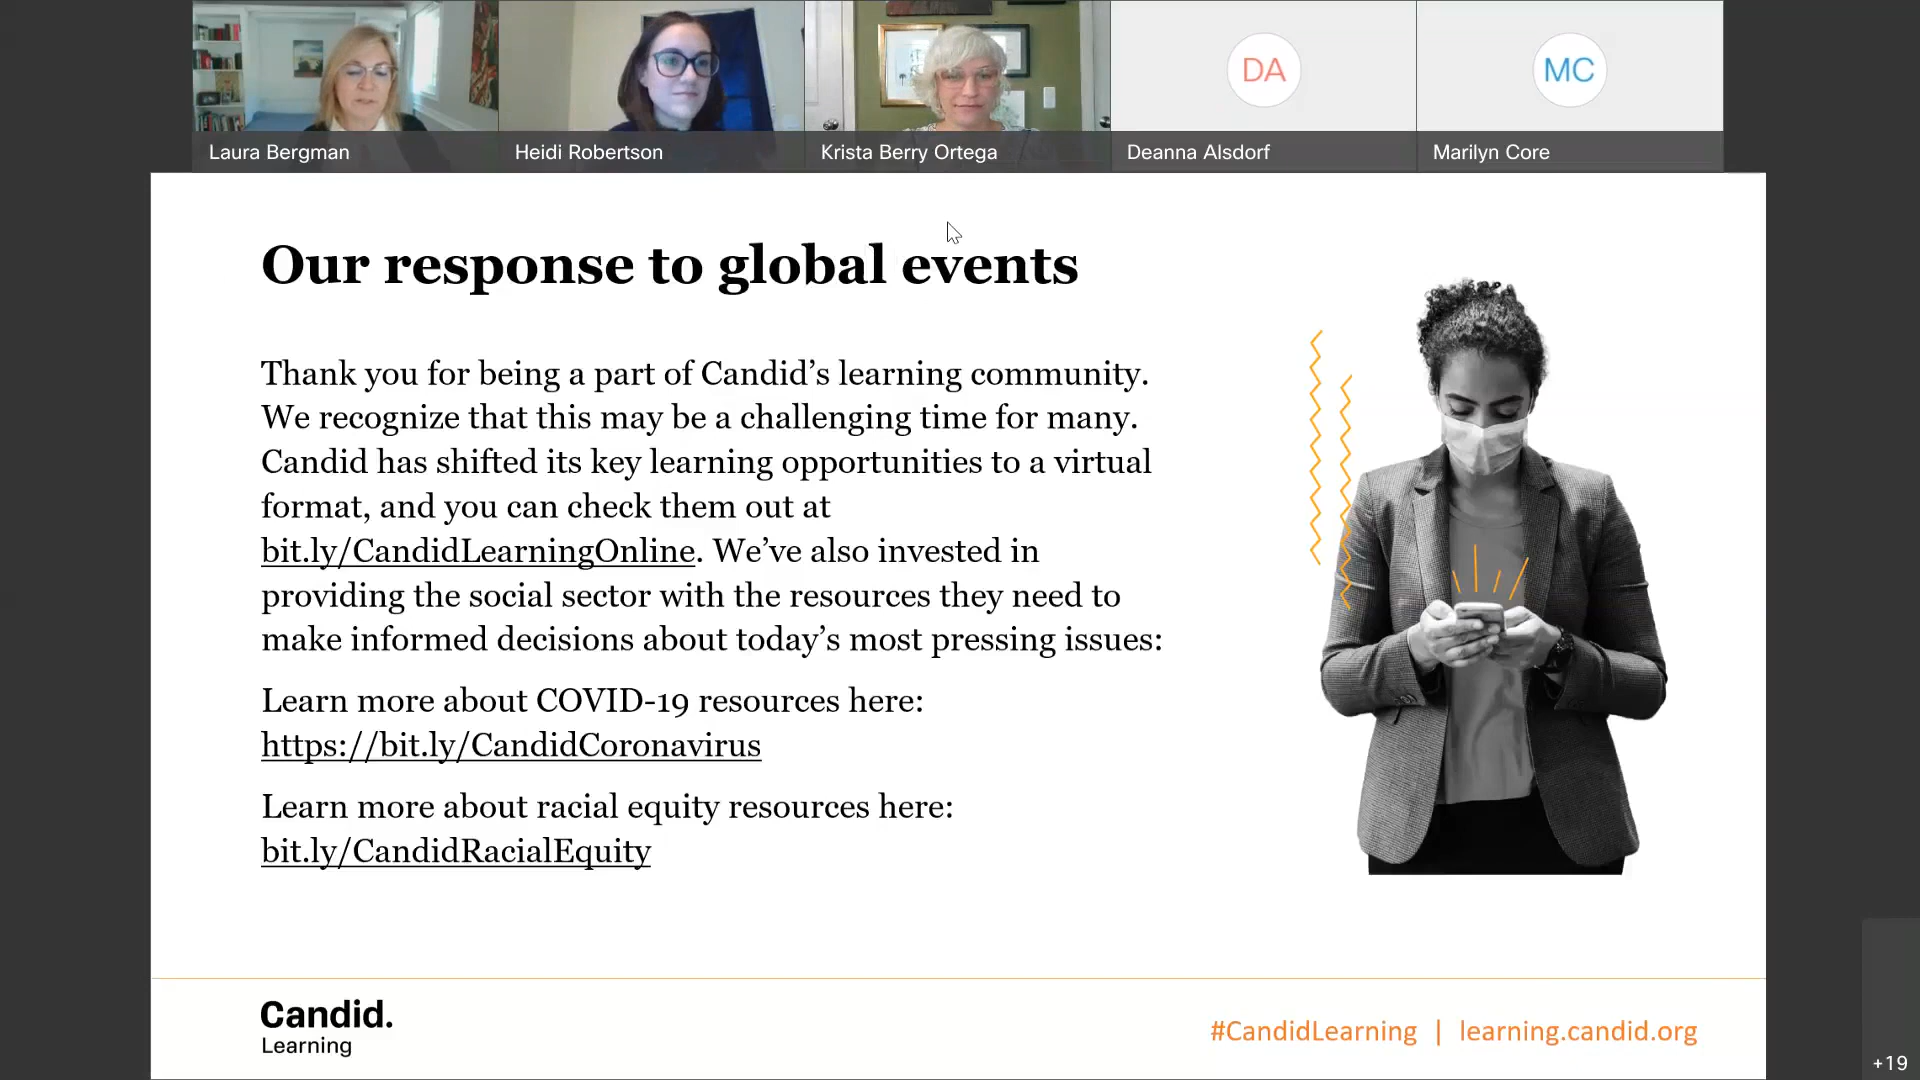 Laura Bergman
Heidi Robertson
Krista Berry Ortega
DA
Deanna Alsdorf
MC
Marilyn Core
Our response to global events
Thank you for being a part of Candid’s learning community.
We recognize that this may be a challenging time for many.
Candid has shifted its key learning opportunities to a virtual
format, and you can check them out at
bit.ly/CandidLearningOnline. We’ve also invested in
providing the social sector with the resources they need to
make informed decisions about today’s most pressing issues:
Learn more about COVID-19 resources here:
https://bit.ly/CandidCoronavirus
Learn more about racial equity resources here:
bit.ly/CandidRacialEquity
Candid.
Learning
#CandidLearning | learning.candid.org
+19